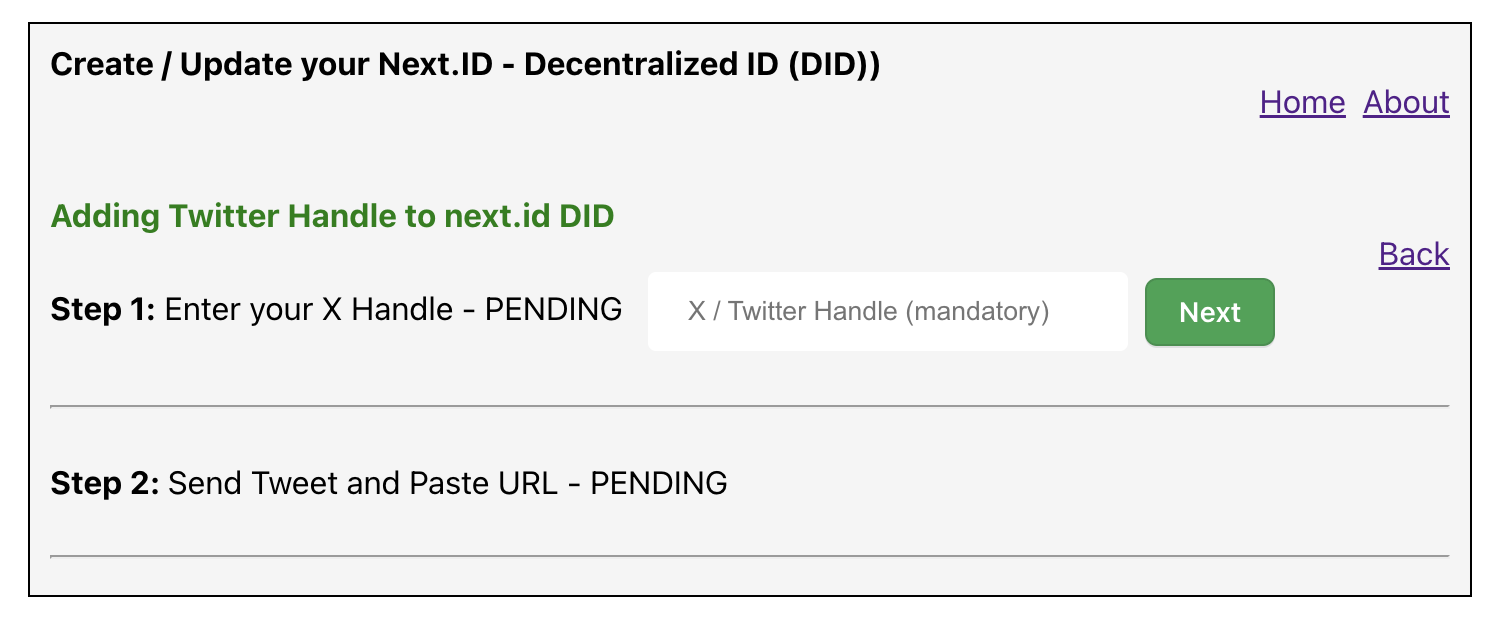 Create / Update your Next.ID - Decentralized ID (DID))
Home About
Adding Twitter Handle to next.id DID
Back
Step 1: Enter your X Handle - PENDING X / Twitter Handle (mandatory) Next
Step 2: Send Tweet and Paste URL - PENDING